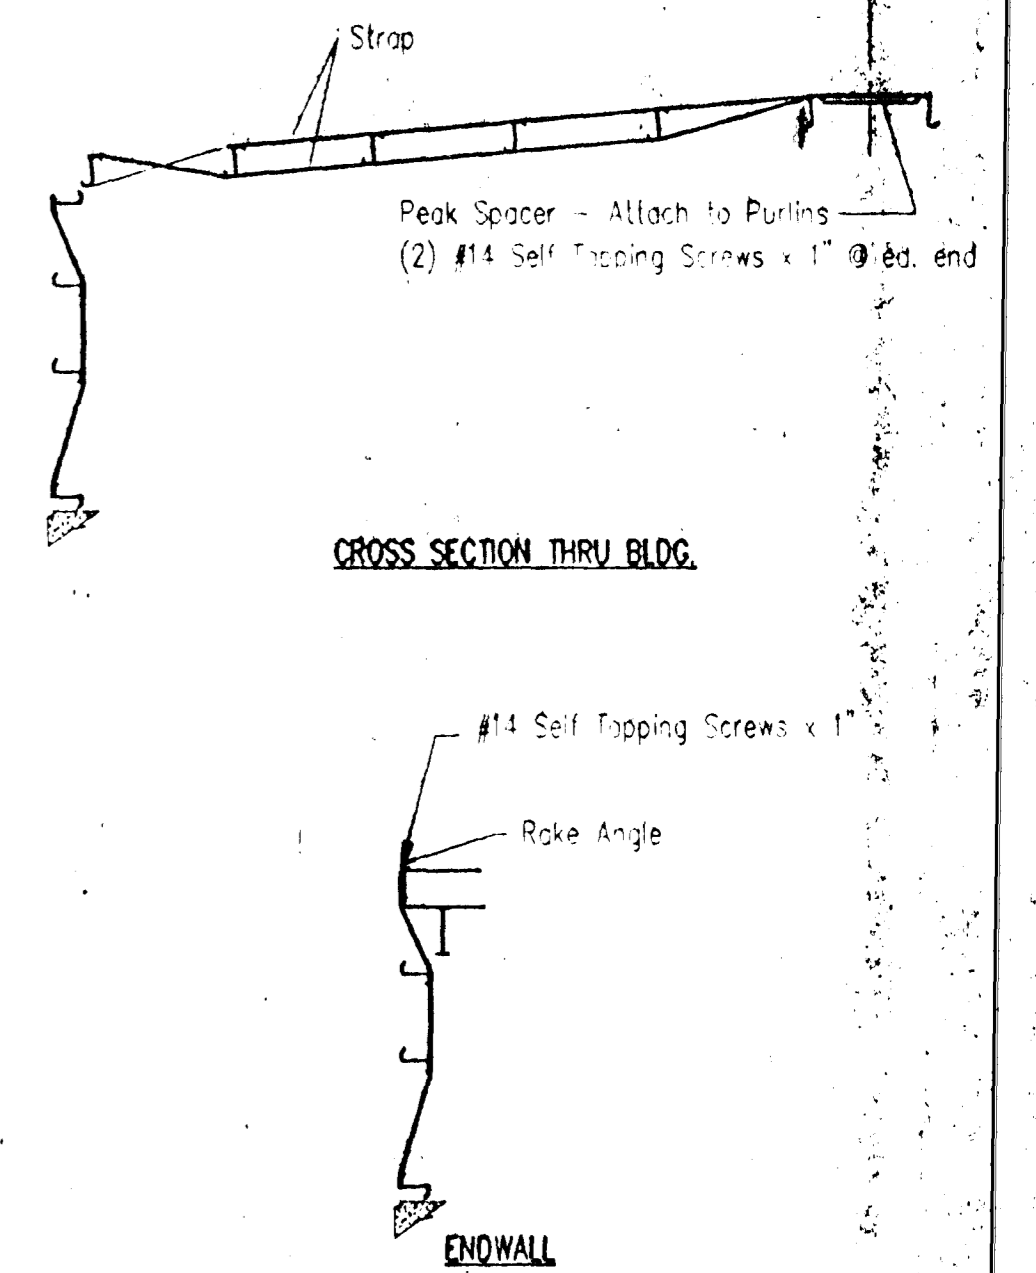 Strap
Peak Spacer - Attach to Purlins
(2) #14 Self Tapping Screws x 1" @ ea. end
CROSS SECTION THRU BLDG.
#14 Self Tapping Screws x 1"
Rake Angle
ENDWALL